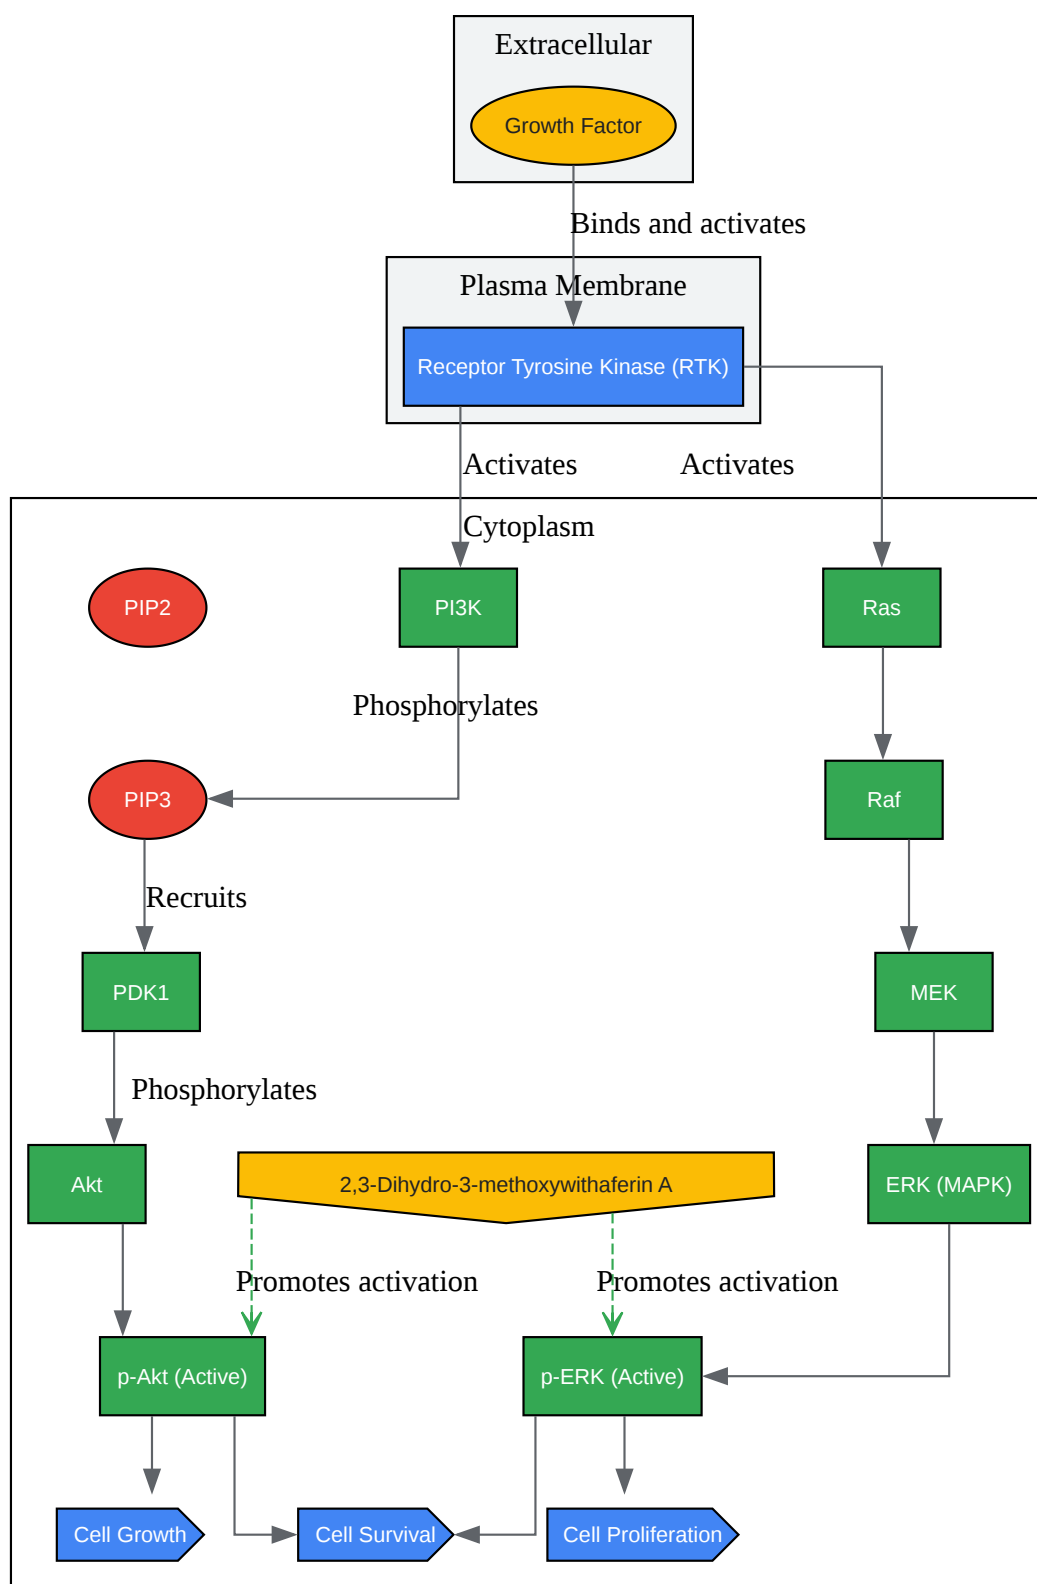 Extracellular
Growth Factor
Binds and activates
Plasma Membrane
Receptor Tyrosine Kinase (RTK)
Activates
Activates
Cytoplasm
PIP2
PI3K
Ras
Phosphorylates
PIP3
Raf
Recruits
PDK1
MEK
Phosphorylates
Akt
2,3-Dihydro-3-methoxywithaferin A
ERK (MAPK)
Promotes activation
Promotes activation
p-Akt (Active)
p-ERK (Active)
Cell Growth
Cell Survival
Cell Proliferation